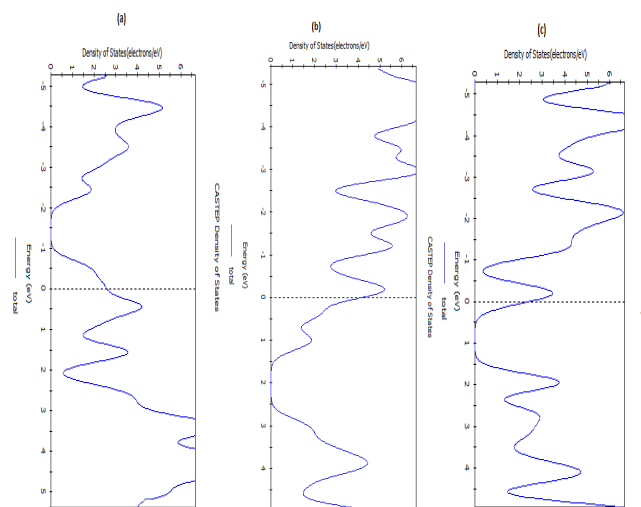 (a)
Density of States(electrons/eV)
0 1 2 3 4 5 6
-5
-4
-3
-2
-1
0
1
2
3
4
5
Energy (eV)
total
CASTEP Density of States
(b)
Density of States(electrons/eV)
0 1 2 3 4 5 6
-5
-4
-3
-2
-1
0
1
2
3
4
Energy (eV)
total
CASTEP Density of States
(c)
Density of States(electrons/eV)
0 1 2 3 4 5 6
-5
-4
-3
-2
-1
0
1
2
3
4
Energy (eV)
total